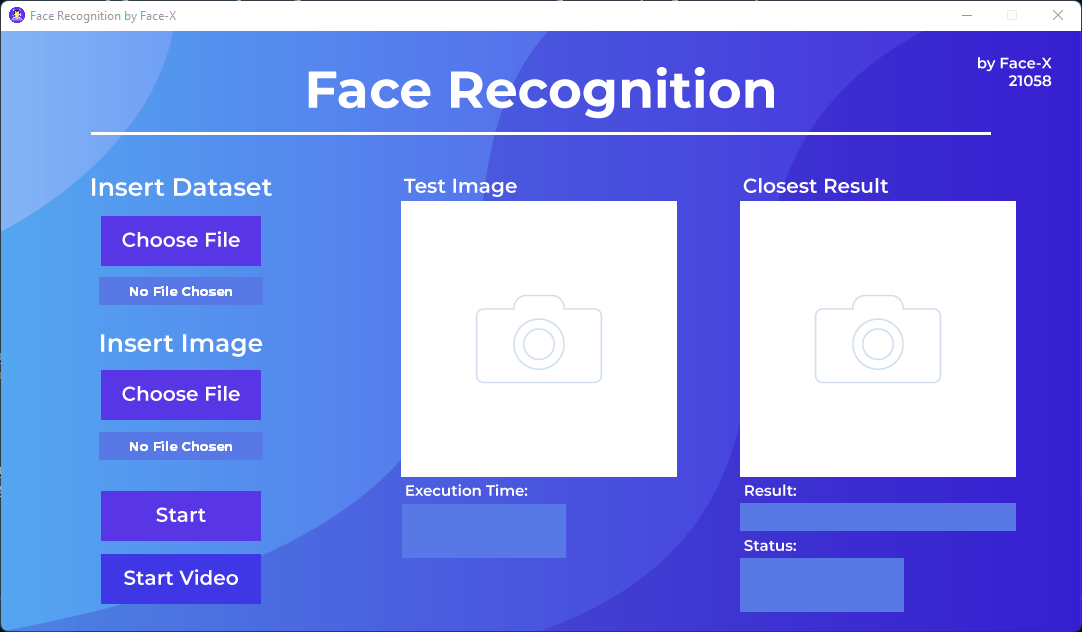 Face Recognition by Face-X
by Face-X
21058
Face Recognition
Insert Dataset
Choose File
No File Chosen
Insert Image
Choose File
No File Chosen
Start
Start Video
Test Image
Execution Time:
Closest Result
Result:
Status: